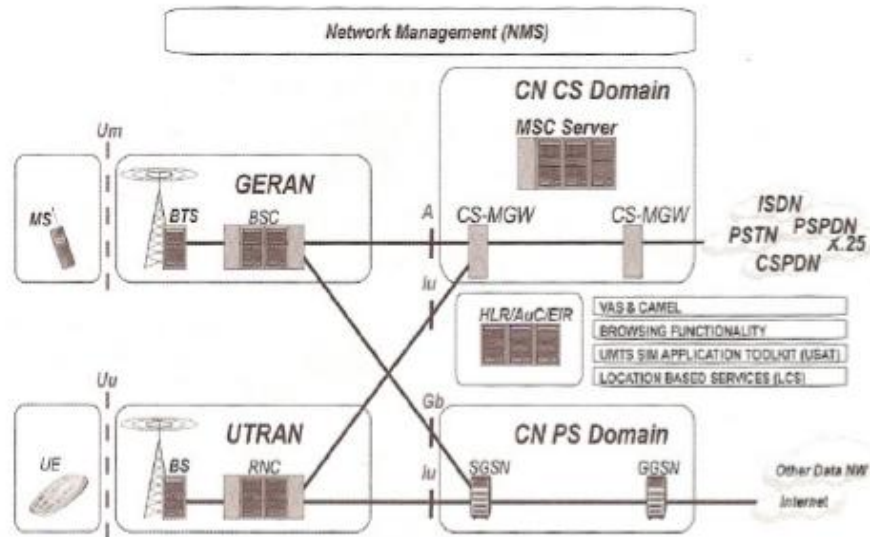 Network Management (NMS)
CN CS Domain
MSC Server
Um
GERAN
MS
BTS
BSC
A
CS-MGW
CS-MGW
ISDN
PSTN
PSPDN
X.25
CSPDN
Iu
HLR/AuC/EIR
VAS & CAMEL
BROWSING FUNCTIONALITY
UMTS SIM APPLICATION TOOLKIT (USAT)
LOCATION BASED SERVICES (LCS)
Uu
UTRAN
Gb
CN PS Domain
UE
BS
RNC
Iu
SGSN
GGSN
Other Data NW
Internet